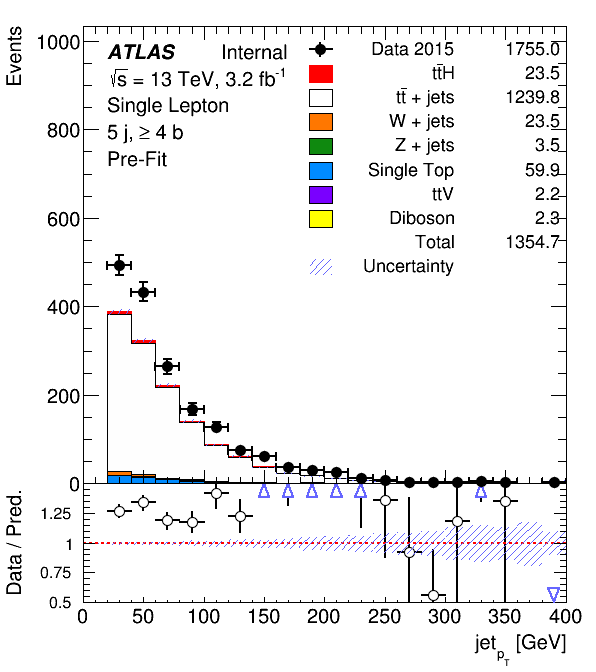 Events
1000
800
600
400
200
0
ATLAS Internal
√s = 13 TeV, 3.2 fb⁻¹
Single Lepton
5 j, ≥ 4 b
Pre-Fit
Data 2015 1755.0
tt̄H 23.5
tt̄ + jets 1239.8
W + jets 23.5
Z + jets 3.5
Single Top 59.9
ttV 2.2
Diboson 2.3
Total 1354.7
Uncertainty
Data / Pred.
1.25
1
0.75
0.5
0 50 100 150 200 250 300 350 400
jet_pT [GeV]